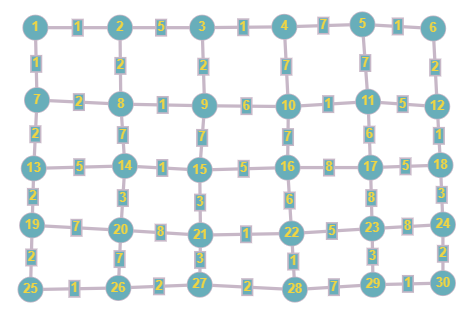 1 1 2 5 3 1 4 7 5 1 6
1 2 2 7 7 2
7 2 8 1 9 6 10 1 11 5 12
2 7 7 7 6 1
13 5 14 1 15 5 16 8 17 5 18
2 3 3 6 8 3
19 7 20 8 21 1 22 5 23 8 24
2 7 3 1 3 2
25 1 26 2 27 2 28 7 29 1 30